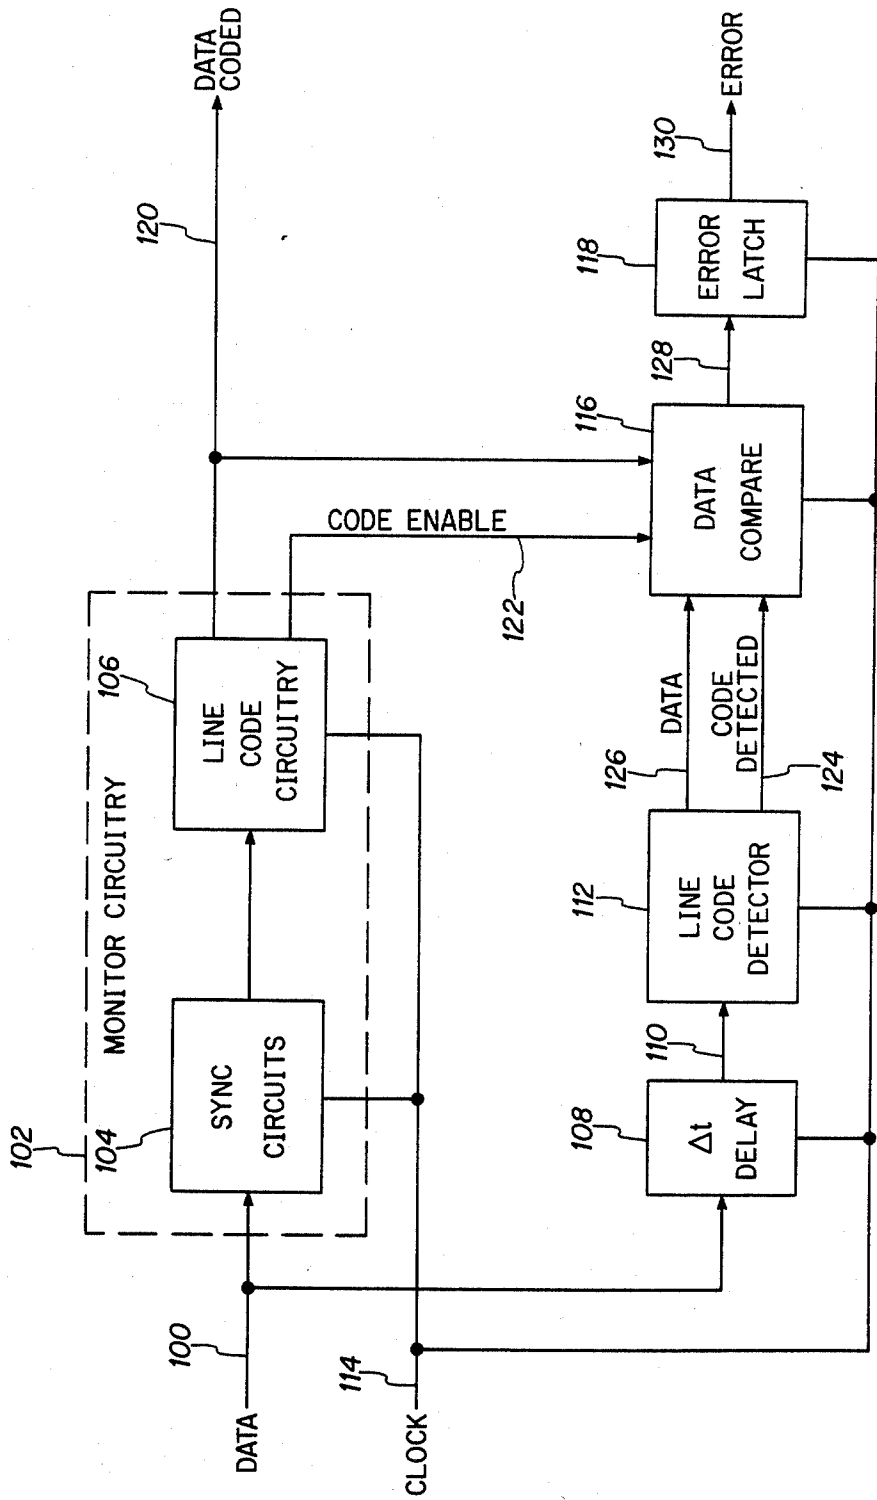 DATA
CODED
120
MONITOR CIRCUITRY
102
104
SYNC
CIRCUITS
106
LINE
CODE
CIRCUITRY
DATA
100
CLOCK
114
CODE ENABLE
122
108
Δt
DELAY
110
112
LINE
CODE
DETECTOR
126
DATA
CODE
DETECTED
124
116
DATA
COMPARE
128
118
ERROR
LATCH
130
ERROR